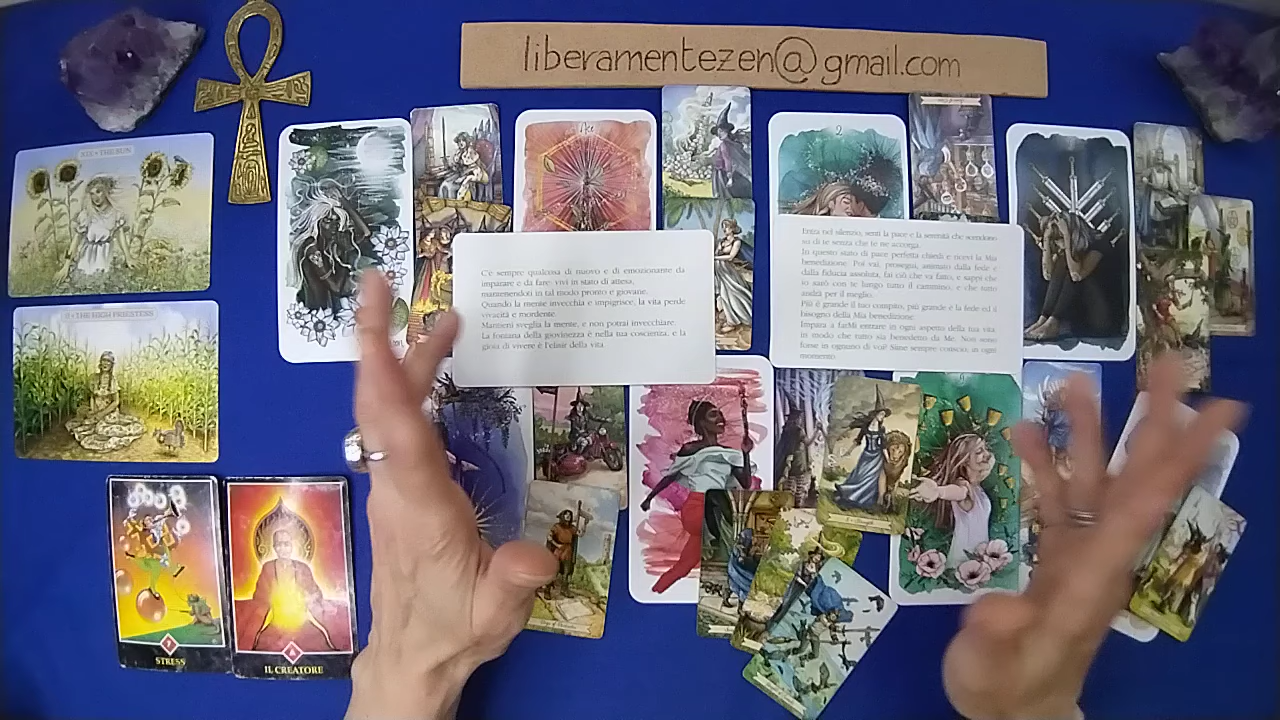 liberamentezen@gmail.com
XIX • THE SUN
Ace
2
Entra nel silenzio, senti la pace e la serenità che scendono
su di te senza che te ne accorga.
In questo stato di pace perfetta chiedi e ricevi la Mia
benedizione. Poi vai, prosegui, animato dalla fede e
dalla fiducia assoluta, fai ciò che va fatto, e sappi che
io sarò con te lungo tutto il cammino, e che tutto
andrà per il meglio.
Più è grande il tuo compito, più grande è la fede ed il
bisogno della Mia benedizione.
Impara a farMi entrare in ogni aspetto della tua vita,
in modo che tutto sia benedetto da Me. Non sono
forse in ognuno di voi? Siine sempre conscio, in ogni
momento.
C'è sempre qualcosa di nuovo e di emozionante da
imparare e da fare: vivi in stato di attesa,
mantenendoti in tal modo pronto e giovane.
Quando la mente invecchia e impigrisce, la vita perde
vivacità e mordente.
Mantieni sveglia la mente, e non potrai invecchiare.
La fontana della giovinezza è nella tua coscienza, e la
gioia di vivere è l'elisir della vita.
• THE HIGH PRIESTESS
9
STRESS
IL CREATORE